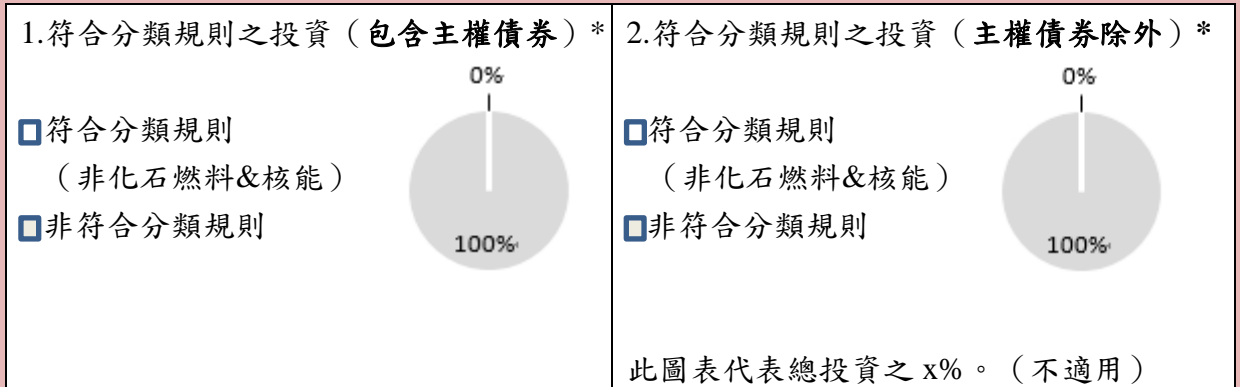 1.符合分類規則之投資（包含主權債券）*
0%
符合分類規則
（非化石燃料&核能）
非符合分類規則
100%
2.符合分類規則之投資（主權債券除外）*
0%
符合分類規則
（非化石燃料&核能）
非符合分類規則
100%
此圖表代表總投資之 x%。（不適用）